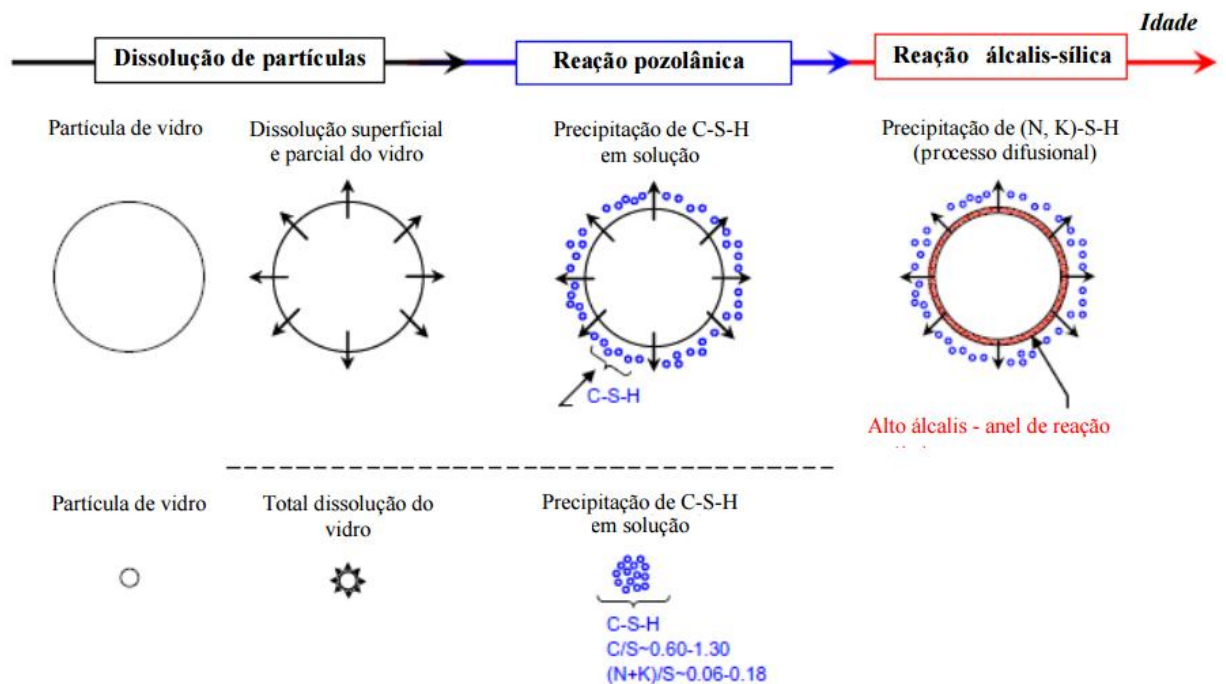 Idade
Dissolução de partículas
Reação pozolânica
Reação álcalis-sílica
Partícula de vidro
Dissolução superficial
e parcial do vidro
Precipitação de C-S-H
em solução
Precipitação de (N, K)-S-H
(processo difusional)
C-S-H
Alto álcalis - anel de reação
Partícula de vidro
Total dissolução do
vidro
Precipitação de C-S-H
em solução
C-S-H
C/S~0.60-1.30
(N+K)/S~0.06-0.18